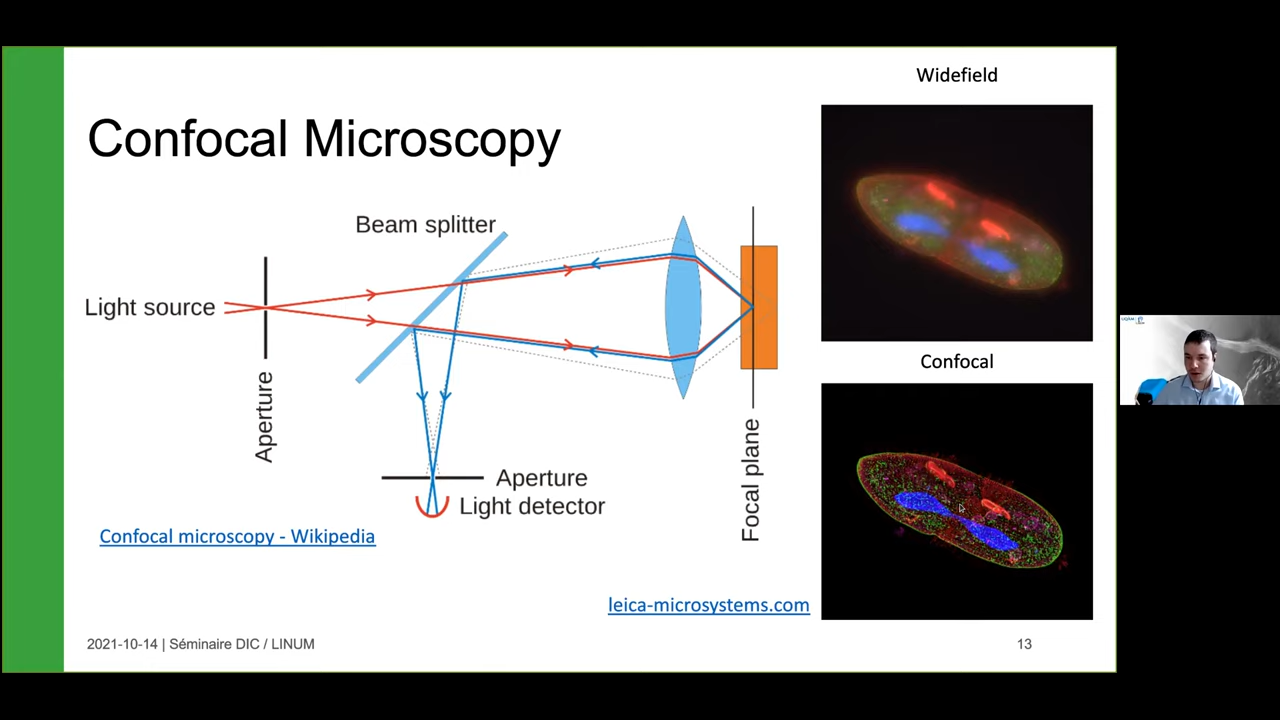 Confocal Microscopy
Beam splitter
Light source
Aperture
Aperture
Light detector
Focal plane
Confocal microscopy - Wikipedia
leica-microsystems.com
Widefield
Confocal
2021-10-14 | Séminaire DIC / LINUM
13
UQÀM